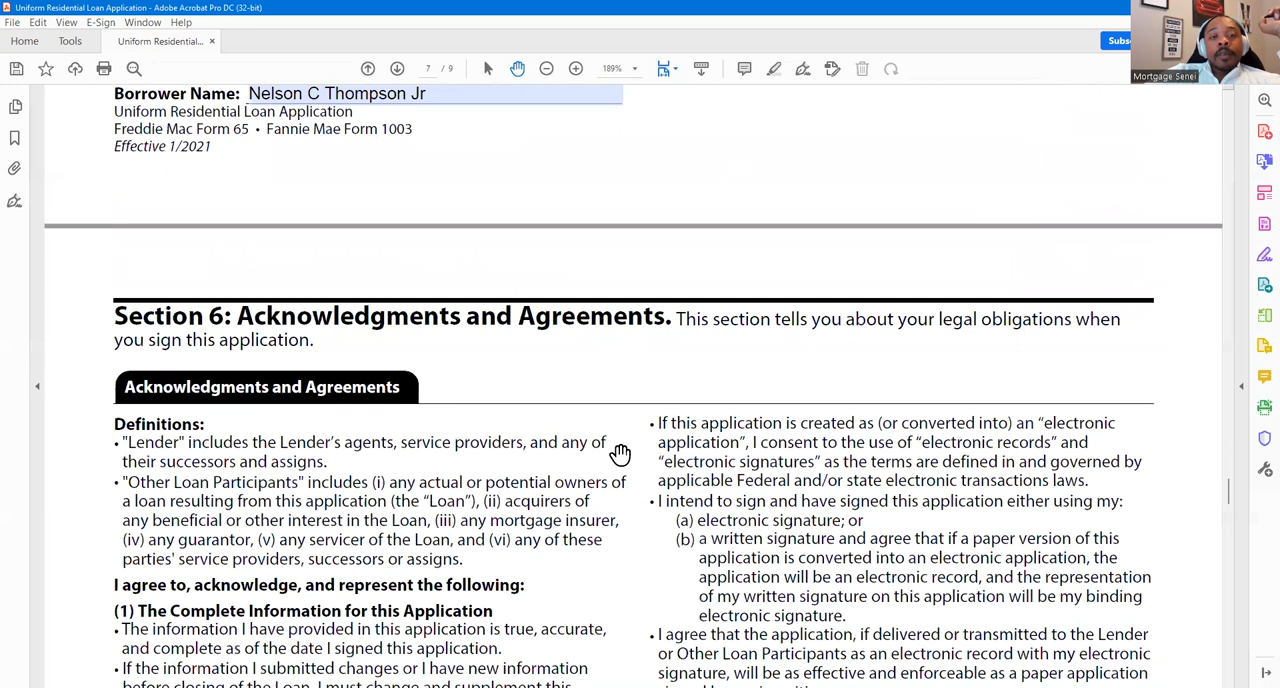 Uniform Residential Loan Application - Adobe Acrobat Pro DC (32-bit)
File Edit View E-Sign Window Help
Home Tools Uniform Residential... ×
Subs
7 / 9
189%
Mortgage Senei
Borrower Name: Nelson C Thompson Jr
Uniform Residential Loan Application
Freddie Mac Form 65 • Fannie Mae Form 1003
Effective 1/2021
Section 6: Acknowledgments and Agreements. This section tells you about your legal obligations when
you sign this application.
Acknowledgments and Agreements
Definitions:
• "Lender" includes the Lender's agents, service providers, and any of
their successors and assigns.
• "Other Loan Participants" includes (i) any actual or potential owners of
a loan resulting from this application (the “Loan”), (ii) acquirers of
any beneficial or other interest in the Loan, (iii) any mortgage insurer,
(iv) any guarantor, (v) any servicer of the Loan, and (vi) any of these
parties' service providers, successors or assigns.
I agree to, acknowledge, and represent the following:
(1) The Complete Information for this Application
• The information I have provided in this application is true, accurate,
and complete as of the date I signed this application.
• If the information I submitted changes or I have new information
before closing of the Loan, I must change and supplement this
• If this application is created as (or converted into) an “electronic
application”, I consent to the use of “electronic records” and
“electronic signatures” as the terms are defined in and governed by
applicable Federal and/or state electronic transactions laws.
• I intend to sign and have signed this application either using my:
(a) electronic signature; or
(b) a written signature and agree that if a paper version of this
application is converted into an electronic application, the
application will be an electronic record, and the representation
of my written signature on this application will be my binding
electronic signature.
• I agree that the application, if delivered or transmitted to the Lender
or Other Loan Participants as an electronic record with my electronic
signature, will be as effective and enforceable as a paper application